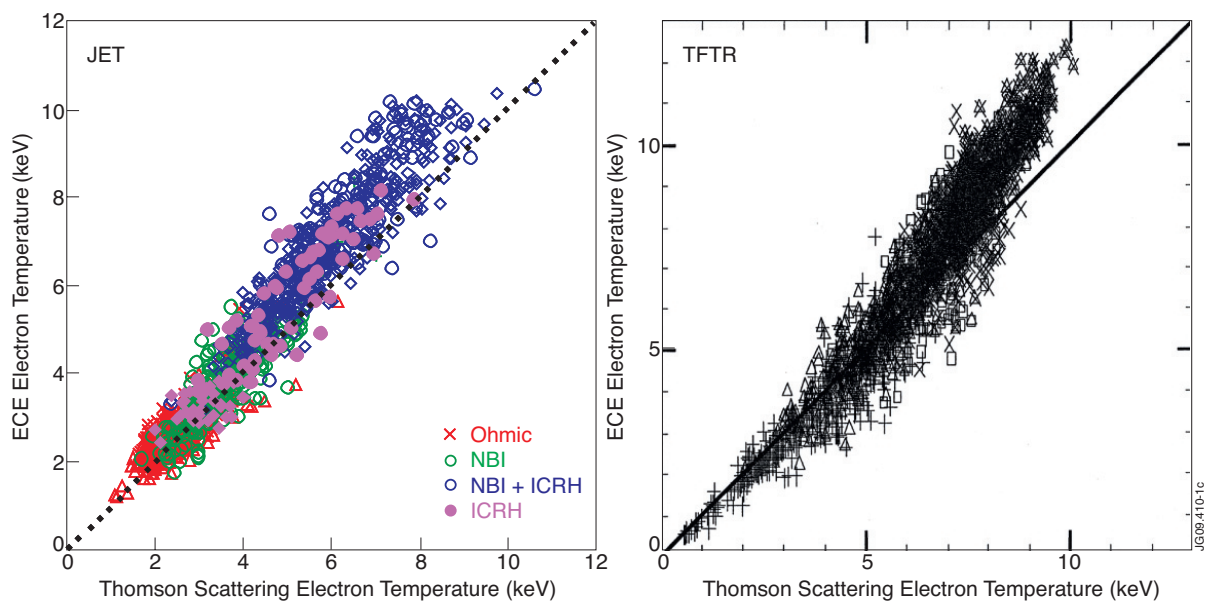 12
10
8
6
4
2
0
ECE Electron Temperature (keV)
JET
× Ohmic
NBI
NBI + ICRH
ICRH
0 2 4 6 8 10 12
Thomson Scattering Electron Temperature (keV)
TFTR
10
5
0
ECE Electron Temperature (keV)
0 5 10
Thomson Scattering Electron Temperature (keV)
JG09.410-1c